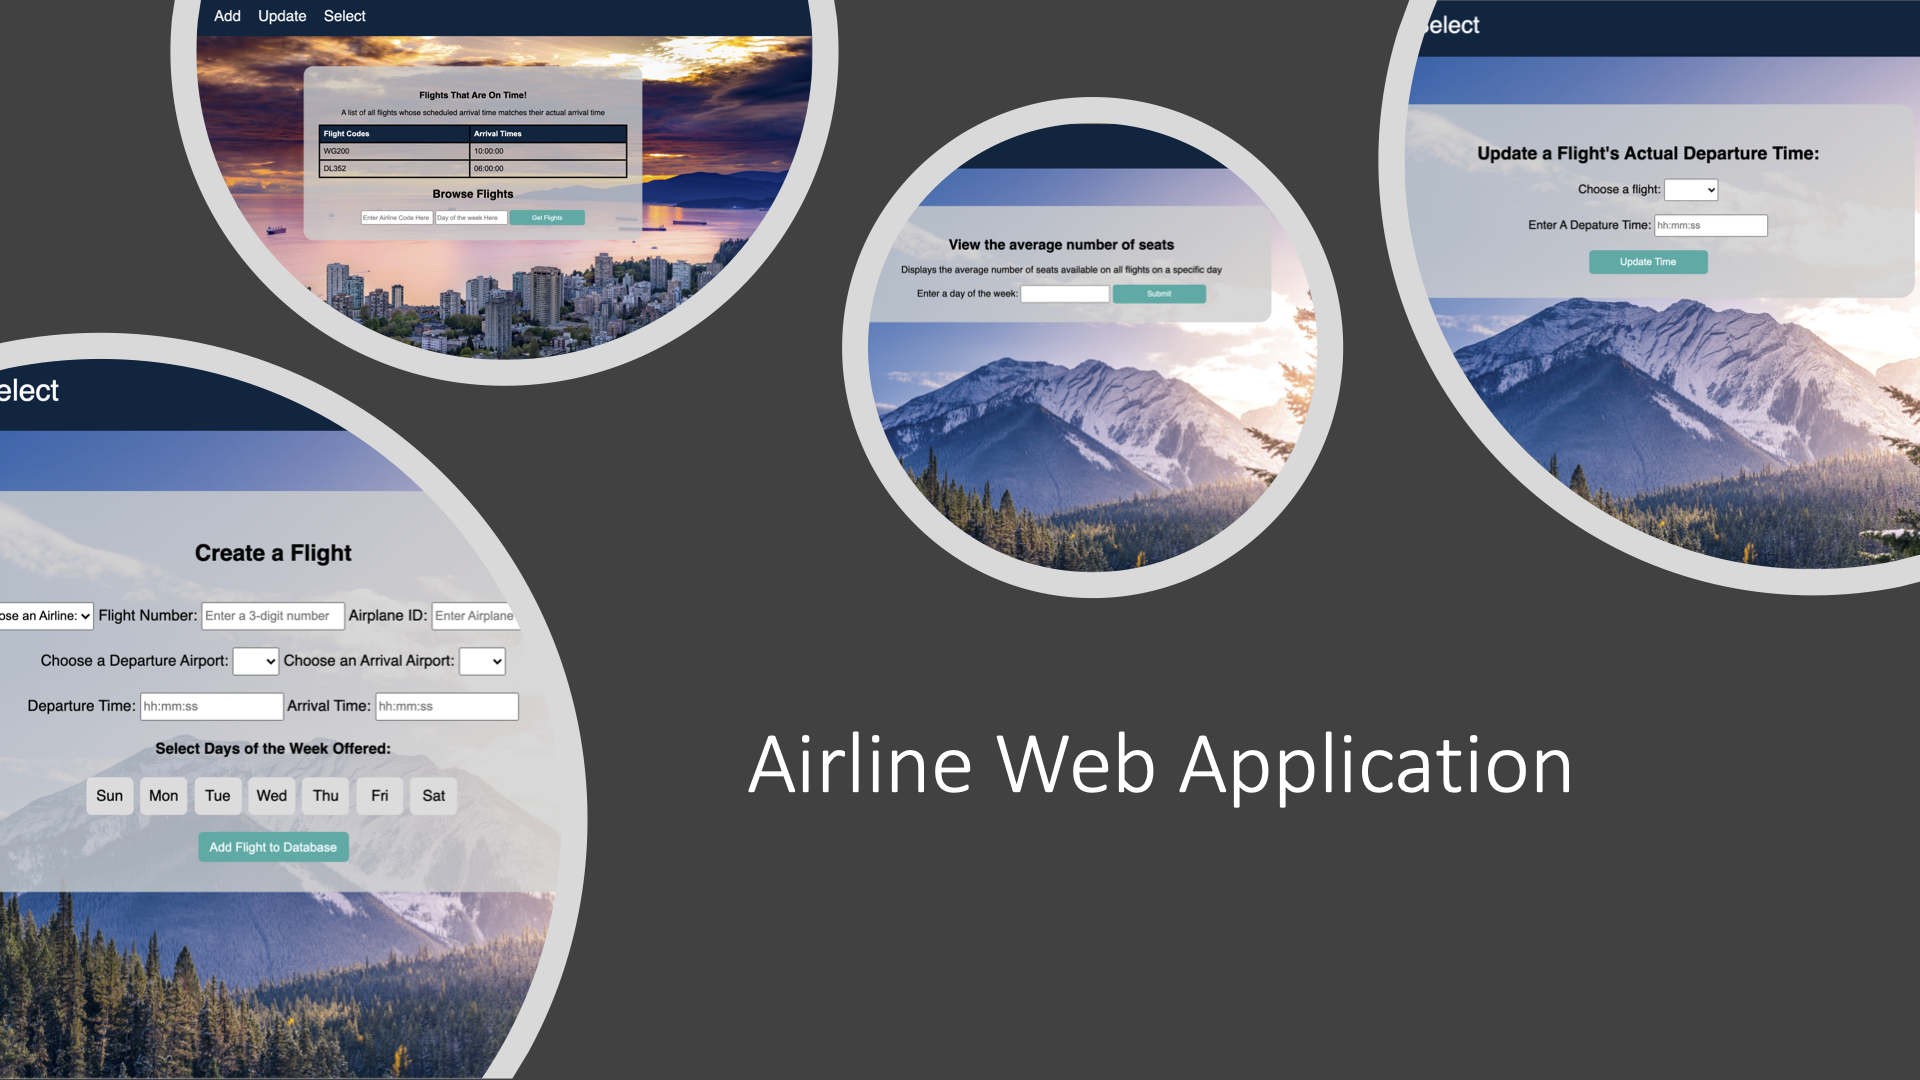 Add Update Select
Flights That Are On Time!
A list of all flights whose scheduled arrival time matches their actual arrival time
Flight Codes Arrival Times
WG200 10:00:00
DL352 06:00:00
Browse Flights
Enter Airline Code Here Day of the week Here Get Flights
View the average number of seats
Displays the average number of seats available on all flights on a specific day
Enter a day of the week: Submit
elect
Update a Flight's Actual Departure Time:
Choose a flight:
Enter A Depature Time: hh:mm:ss
Update Time
elect
Create a Flight
ose an Airline: Flight Number: Enter a 3-digit number Airplane ID: Enter Airplane
Choose a Departure Airport: Choose an Arrival Airport:
Departure Time: hh:mm:ss Arrival Time: hh:mm:ss
Select Days of the Week Offered:
Sun Mon Tue Wed Thu Fri Sat
Add Flight to Database
Airline Web Application